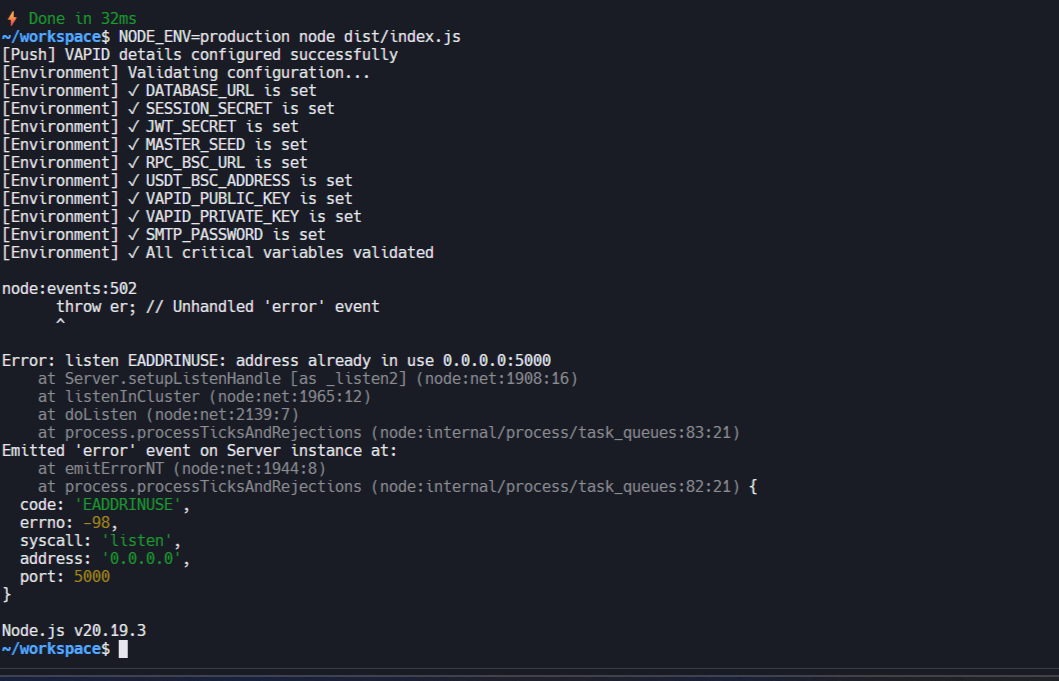 ⚡ Done in 32ms
~/workspace$ NODE_ENV=production node dist/index.js
[Push] VAPID details configured successfully
[Environment] Validating configuration...
[Environment] ✓ DATABASE_URL is set
[Environment] ✓ SESSION_SECRET is set
[Environment] ✓ JWT_SECRET is set
[Environment] ✓ MASTER_SEED is set
[Environment] ✓ RPC_BSC_URL is set
[Environment] ✓ USDT_BSC_ADDRESS is set
[Environment] ✓ VAPID_PUBLIC_KEY is set
[Environment] ✓ VAPID_PRIVATE_KEY is set
[Environment] ✓ SMTP_PASSWORD is set
[Environment] ✓ All critical variables validated
node:events:502
      throw er; // Unhandled 'error' event
      ^
Error: listen EADDRINUSE: address already in use 0.0.0.0:5000
    at Server.setupListenHandle [as _listen2] (node:net:1908:16)
    at listenInCluster (node:net:1965:12)
    at doListen (node:net:2139:7)
    at process.processTicksAndRejections (node:internal/process/task_queues:83:21)
Emitted 'error' event on Server instance at:
    at emitErrorNT (node:net:1944:8)
    at process.processTicksAndRejections (node:internal/process/task_queues:82:21) {
  code: 'EADDRINUSE',
  errno: -98,
  syscall: 'listen',
  address: '0.0.0.0',
  port: 5000
}
Node.js v20.19.3
~/workspace$